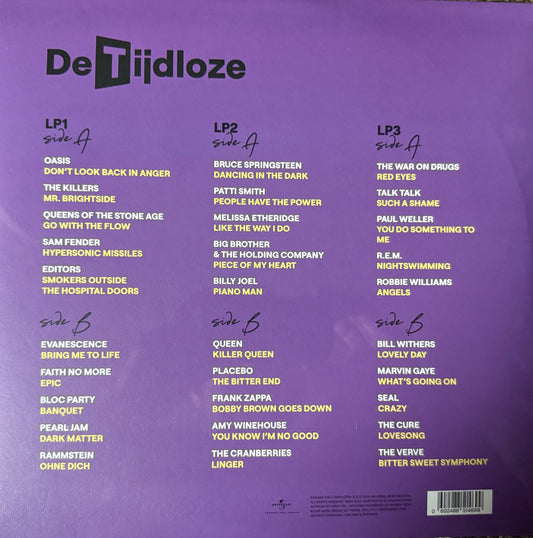 De Tijdloze
LP1
side A
OASIS
DON'T LOOK BACK IN ANGER
THE KILLERS
MR. BRIGHTSIDE
QUEENS OF THE STONE AGE
GO WITH THE FLOW
SAM FENDER
HYPERSONIC MISSILES
EDITORS
SMOKERS OUTSIDE
THE HOSPITAL DOORS
side B
EVANESCENCE
BRING ME TO LIFE
FAITH NO MORE
EPIC
BLOC PARTY
BANQUET
PEARL JAM
DARK MATTER
RAMMSTEIN
OHNE DICH
LP2
side A
BRUCE SPRINGSTEEN
DANCING IN THE DARK
PATTI SMITH
PEOPLE HAVE THE POWER
MELISSA ETHERIDGE
LIKE THE WAY I DO
BIG BROTHER
& THE HOLDING COMPANY
PIECE OF MY HEART
BILLY JOEL
PIANO MAN
side B
QUEEN
KILLER QUEEN
PLACEBO
THE BITTER END
FRANK ZAPPA
BOBBY BROWN GOES DOWN
AMY WINEHOUSE
YOU KNOW I'M NO GOOD
THE CRANBERRIES
LINGER
LP3
side A
THE WAR ON DRUGS
RED EYES
TALK TALK
SUCH A SHAME
PAUL WELLER
YOU DO SOMETHING TO
ME
R.E.M.
NIGHTSWIMMING
ROBBIE WILLIAMS
ANGELS
side B
BILL WITHERS
LOVELY DAY
MARVIN GAYE
WHAT'S GOING ON
SEAL
CRAZY
THE CURE
LOVESONG
THE VERVE
BITTER SWEET SYMPHONY